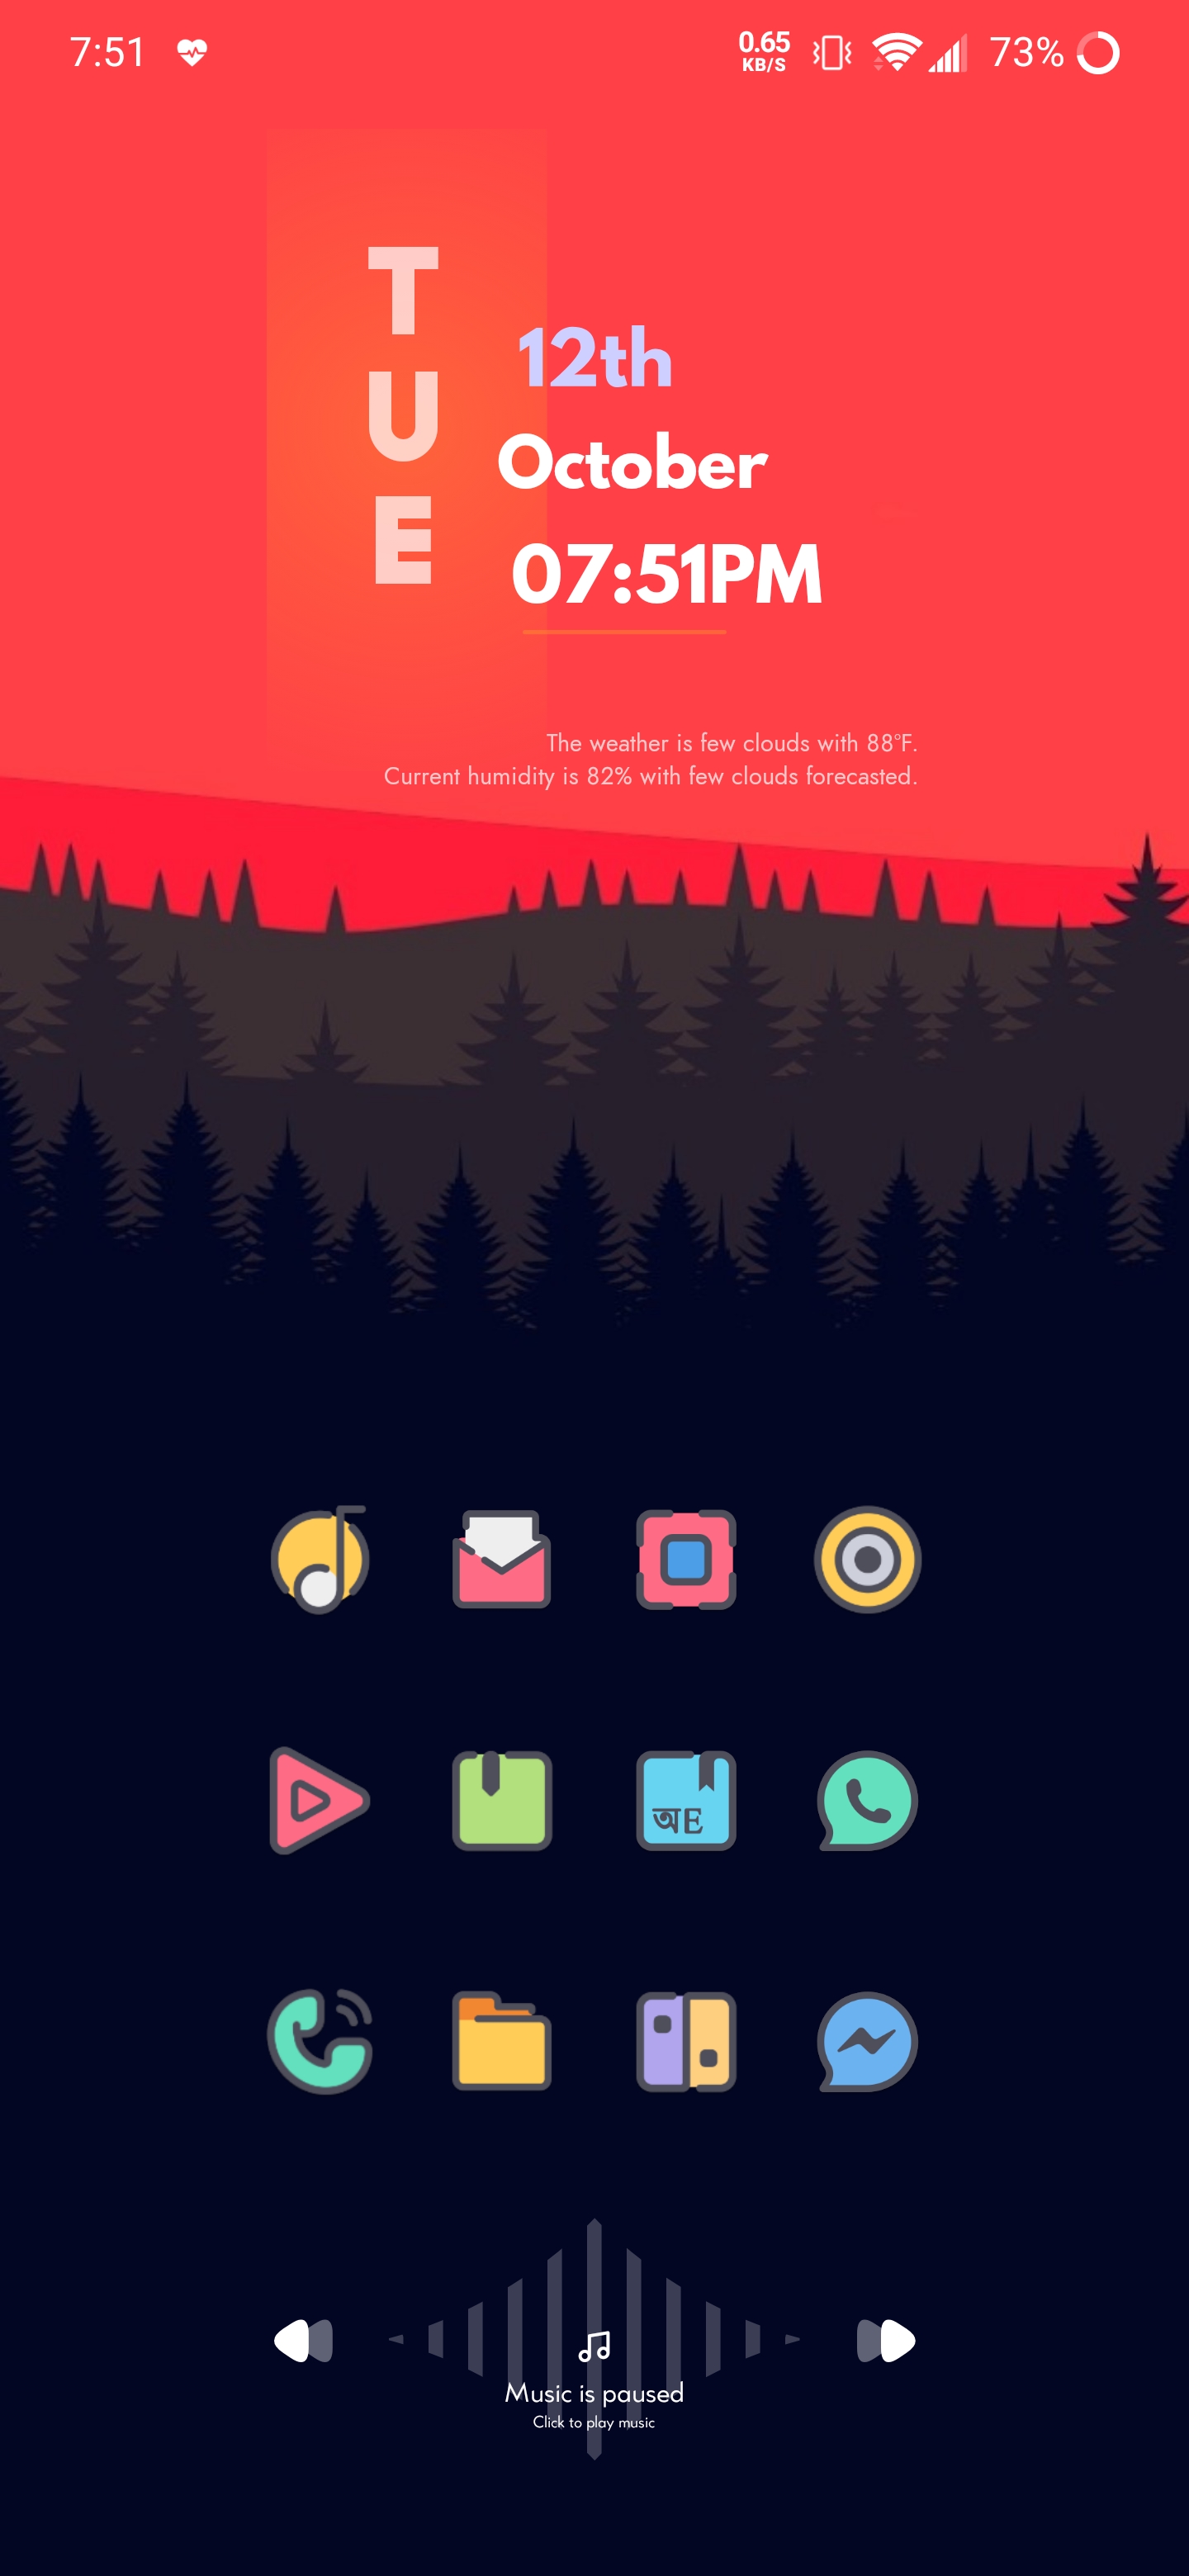 7:51
0.65
KB/S
73%
TUE
12th
October
07:51PM
The weather is few clouds with 88°F.
Current humidity is 82% with few clouds forecasted.
অE
Music is paused
Click to play music